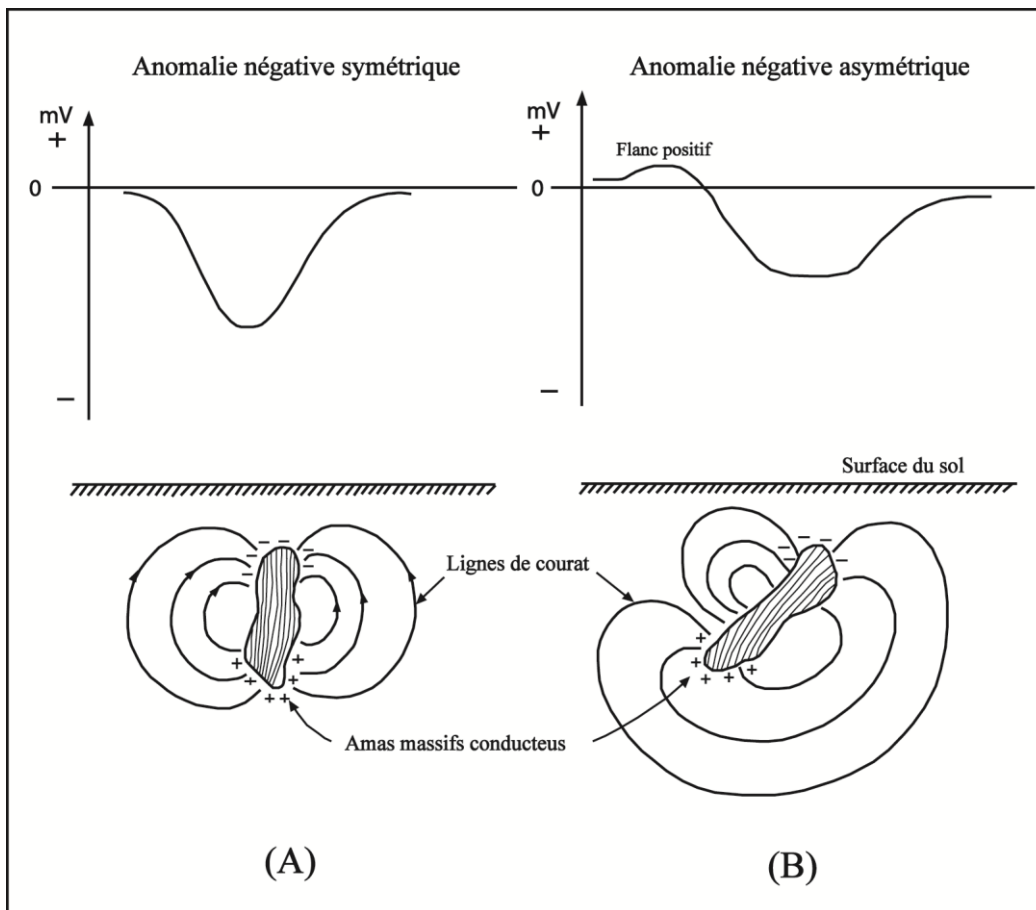 Anomalie négative symétrique
mV
+
0
−
Anomalie négative asymétrique
mV
+
Flanc positif
0
−
Surface du sol
Lignes de courat
Amas massifs conducteus
(A)
(B)